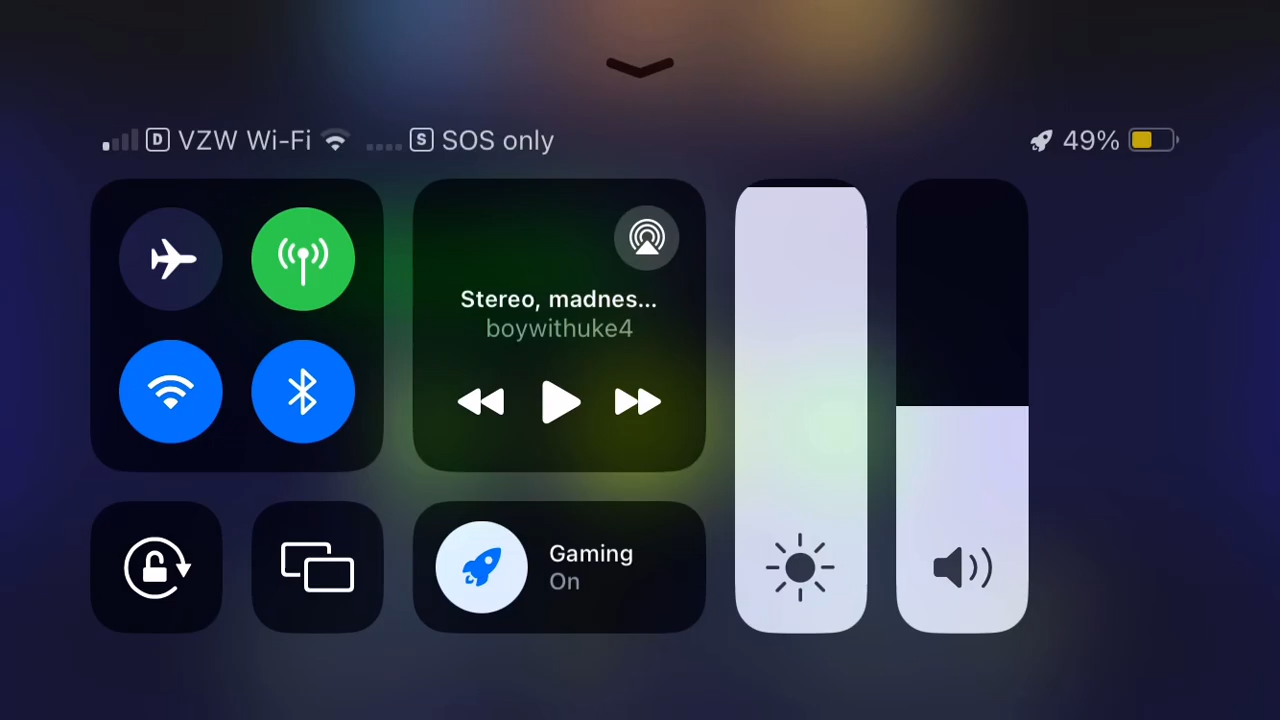 D VZW Wi-Fi S SOS only 49%
Stereo, madnes...
boywithuke4
Gaming
On